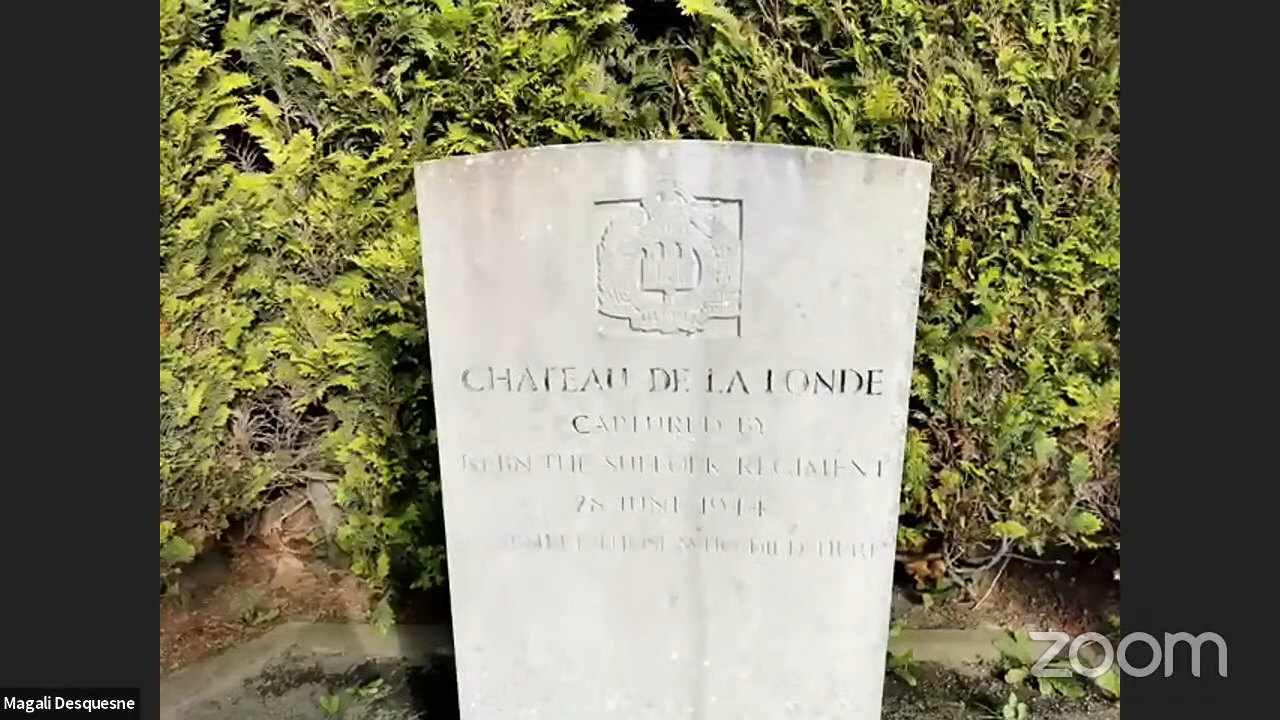 CHATEAU DE LA LONDE
CAPTURED BY
1ST BN THE SUFFOLK REGIMENT
28 JUNE 1944
THOSE WHO DIED HERE
Magali Desquesne
zoom